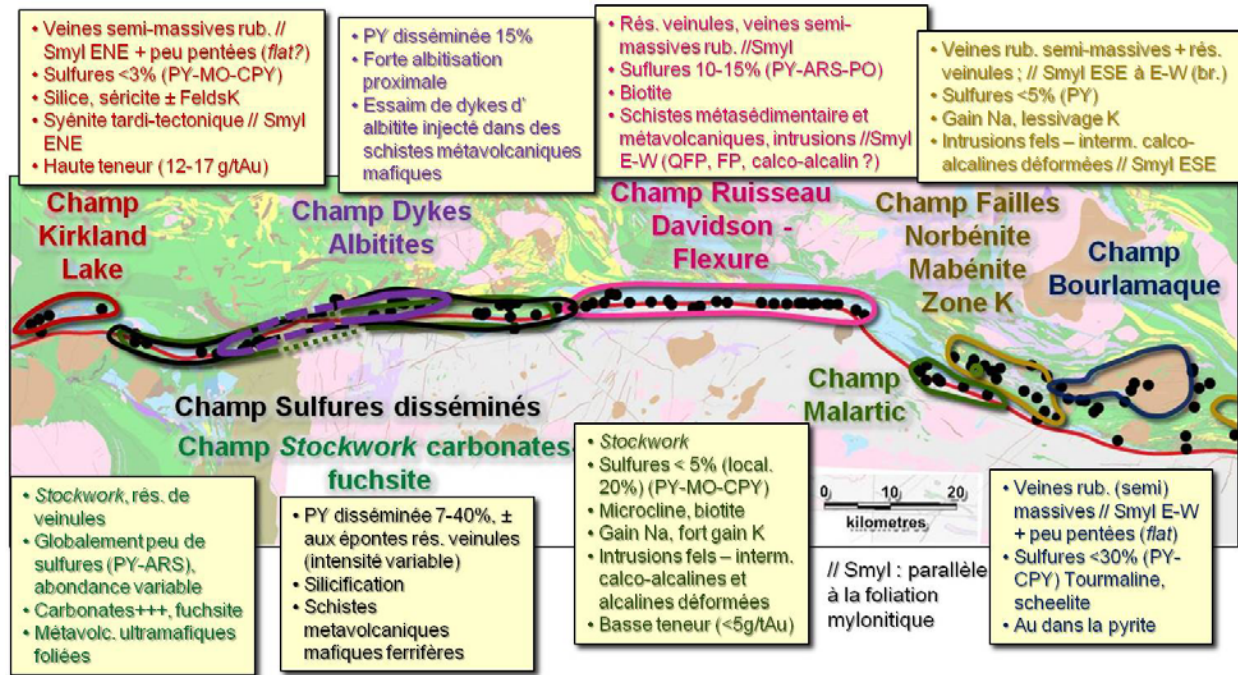 • Veines semi-massives rub. //
Smyl ENE + peu pentées (flat?)
• Sulfures <3% (PY-MO-CPY)
• Silice, séricite ± FeldsK
• Syénite tardi-tectonique // Smyl
ENE
• Haute teneur (12-17 g/tAu)
• PY disséminée 15%
• Forte albitisation
proximale
• Essaim de dykes d'
albitite injecté dans des
schistes métavolcaniques
mafiques
• Rés. veinules, veines semi-
massives rub. //Smyl
• Suflures 10-15% (PY-ARS-PO)
• Biotite
• Schistes métasédimentaire et
métavolcaniques, intrusions //Smyl
E-W (QFP, FP, calco-alcalin ?)
• Veines rub. semi-massives + rés.
veinules ; // Smyl ESE à E-W (br.)
• Sulfures <5% (PY)
• Gain Na, lessivage K
• Intrusions fels – interm. calco-
alcalines déformées // Smyl ESE
Champ
Kirkland
Lake
Champ Dykes
Albitites
Champ Ruisseau
Davidson -
Flexure
Champ Failles
Norbénite
Mabénite
Zone K
Champ
Bourlamaque
Champ
Malartic
Champ Sulfures disséminés
Champ Stockwork carbonates-
fuchsite
• Stockwork, rés. de
veinules
• Globalement peu de
sulfures (PY-ARS),
abondance variable
• Carbonates+++, fuchsite
• Métavolc. ultramafiques
foliées
• PY disséminée 7-40%, ±
aux épontes rés. veinules
(intensité variable)
• Silicification
• Schistes
metavolcaniques
mafiques ferrifères
• Stockwork
• Sulfures < 5% (local.
20%) (PY-MO-CPY)
• Microcline, biotite
• Gain Na, fort gain K
• Intrusions fels – interm.
calco-alcalines et
alcalines déformées
• Basse teneur (<5g/tAu)
0 10 20
kilometres
// Smyl : parallèle
à la foliation
mylonitique
• Veines rub. (semi)
massives // Smyl E-W
+ peu pentées (flat)
• Sulfures <30% (PY-
CPY) Tourmaline,
scheelite
• Au dans la pyrite